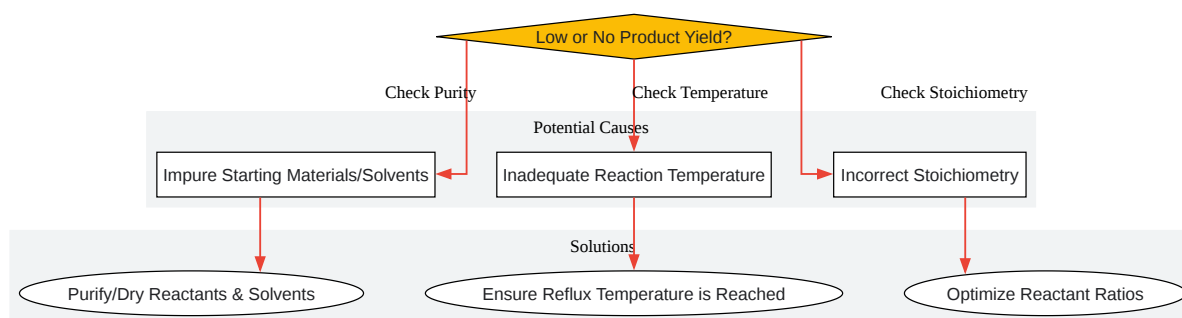 Low or No Product Yield?
Check Purity
Check Temperature
Check Stoichiometry
Potential Causes
Impure Starting Materials/Solvents
Inadequate Reaction Temperature
Incorrect Stoichiometry
Solutions
Purify/Dry Reactants & Solvents
Ensure Reflux Temperature is Reached
Optimize Reactant Ratios